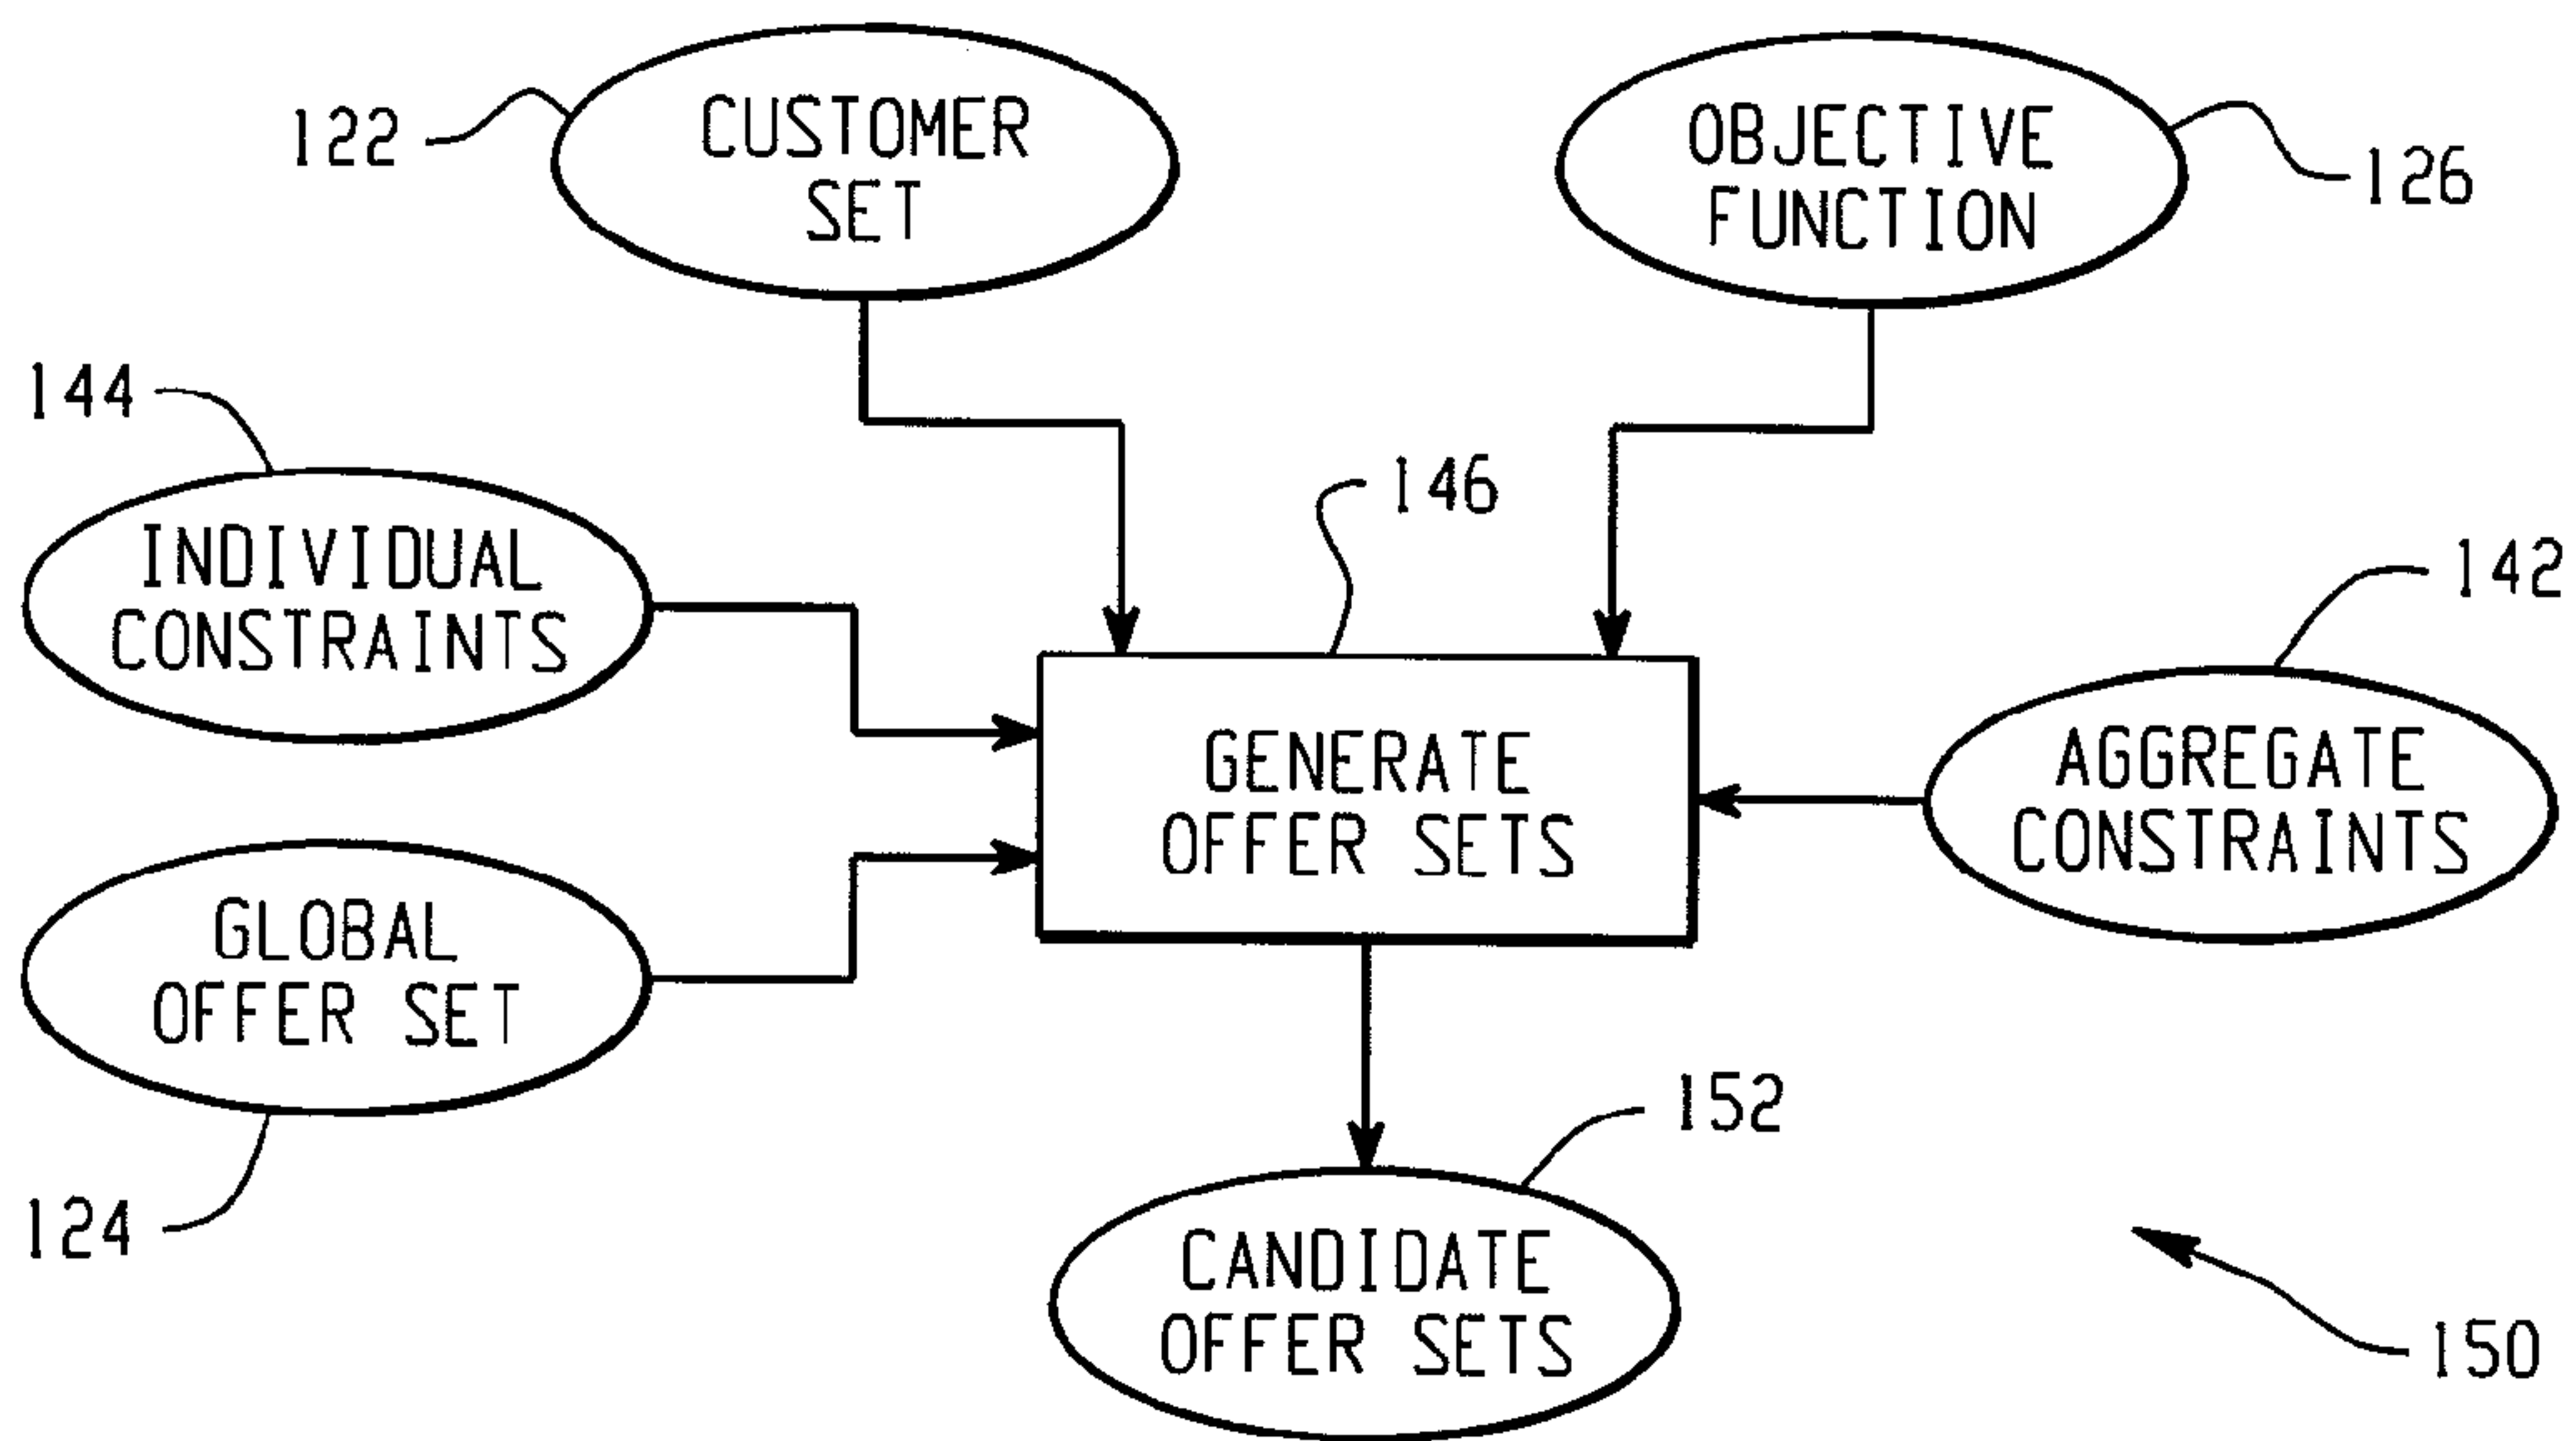 122
CUSTOMER
SET
OBJECTIVE
FUNCTION
126
144
INDIVIDUAL
CONSTRAINTS
146
142
GENERATE
OFFER SETS
AGGREGATE
CONSTRAINTS
GLOBAL
OFFER SET
124
152
CANDIDATE
OFFER SETS
150